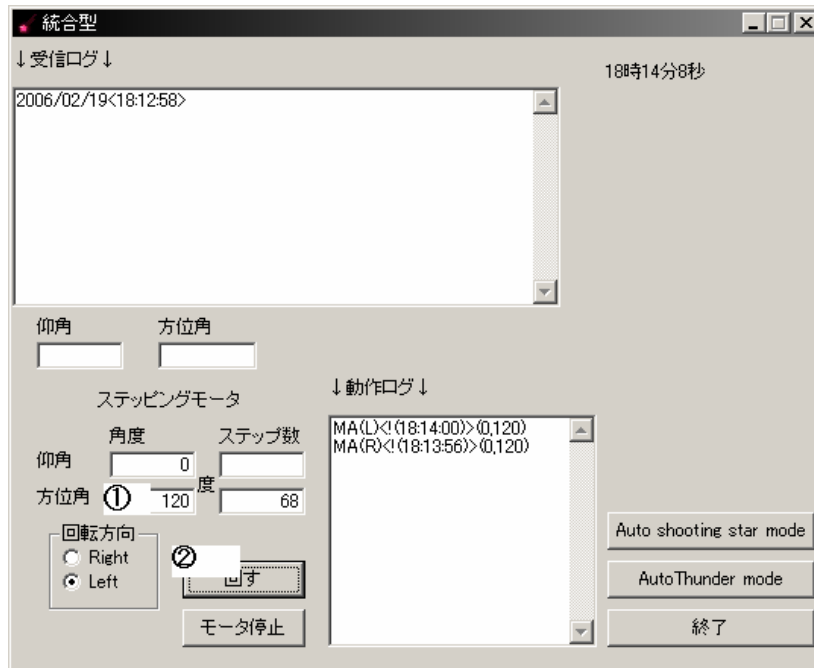 統合型
↓受信ログ↓
18時14分8秒
2006/02/19<18:12:58>
仰角 方位角
ステッピングモータ
角度 ステップ数
仰角 0
方位角 ① 120 度 68
回転方向
Right
Left
② 回す
モータ停止
↓動作ログ↓
MA(L)<!(18:14:00)>(0,120)
MA(R)<!(18:13:56)>(0,120)
Auto shooting star mode
AutoThunder mode
終了